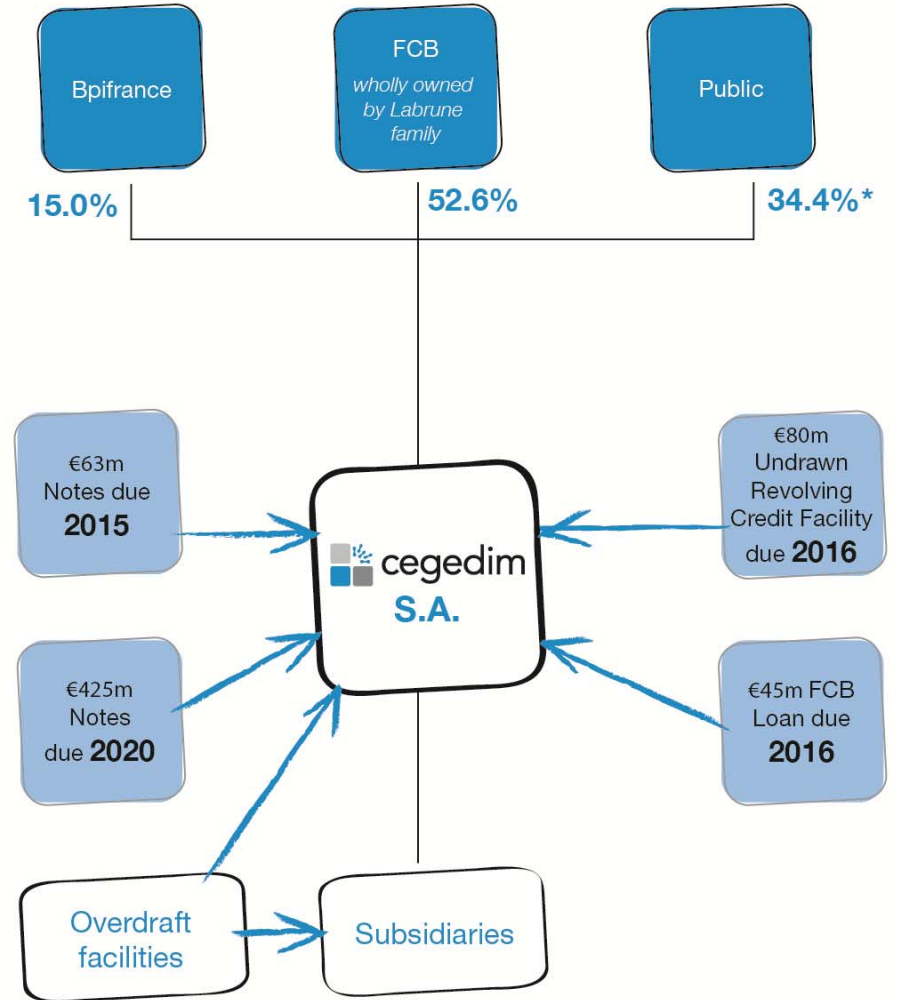 Bpifrance
FCB
wholly owned
by Labrune
family
Public
15.0%
52.6%
34.4%*
€63m
Notes due
2015
€80m
Undrawn
Revolving
Credit Facility
due 2016
cegedim
S.A.
€425m
Notes
due 2020
€45m FCB
Loan due
2016
Overdraft
facilities
Subsidiaries